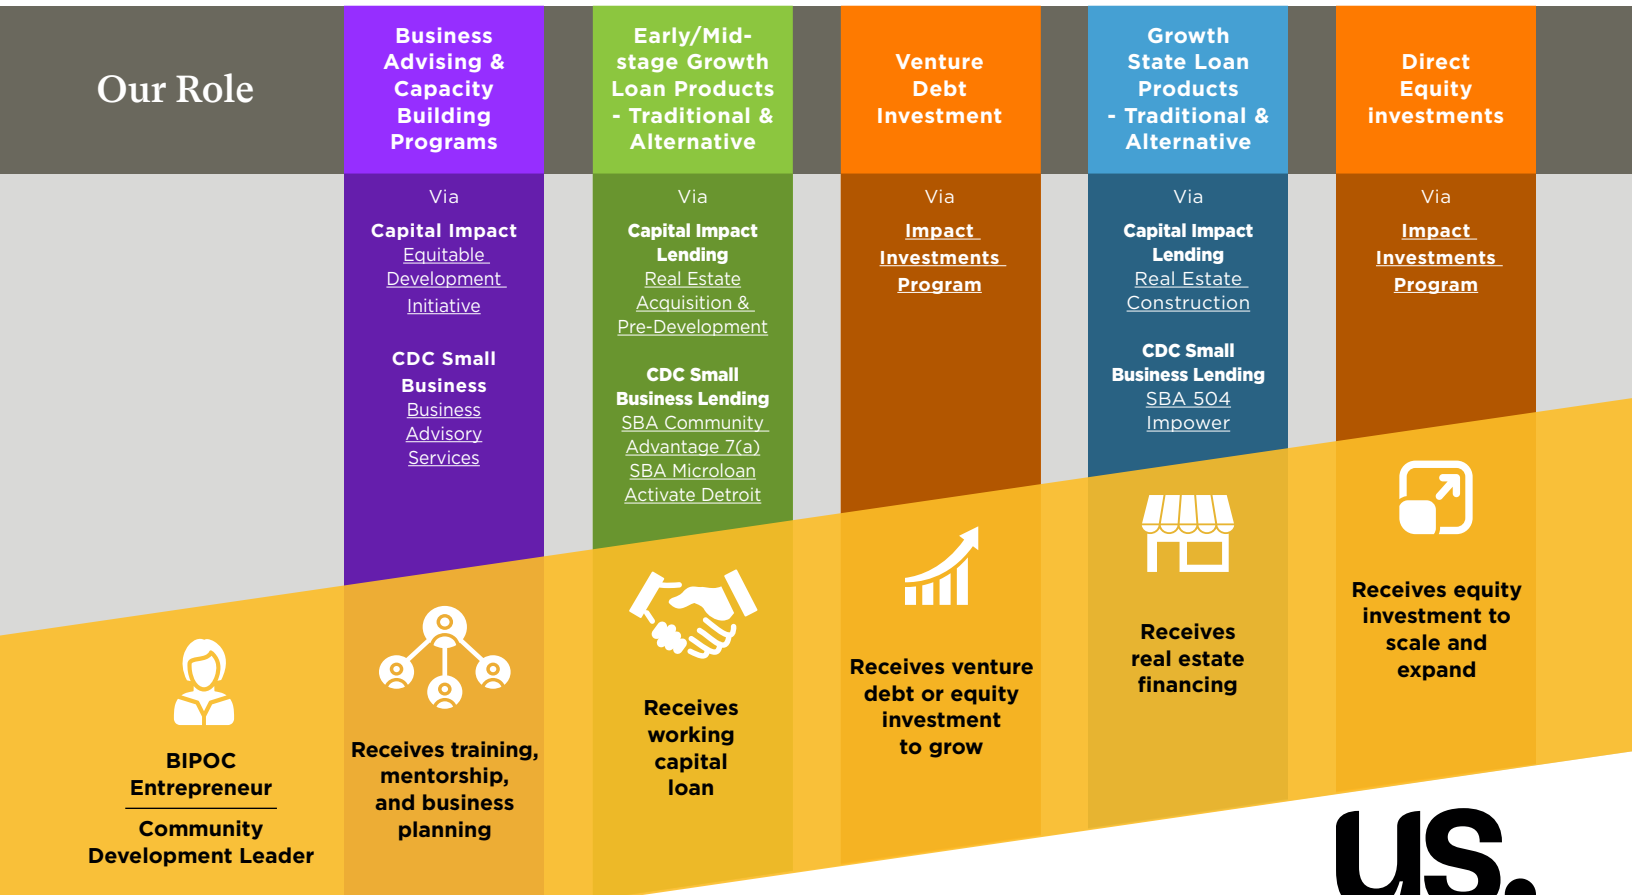 Our Role
Business
Advising &
Capacity
Building
Programs
Early/Mid-
stage Growth
Loan Products
- Traditional &
Alternative
Venture
Debt
Investment
Growth
State Loan
Products
- Traditional &
Alternative
Direct
Equity
investments
Via
Capital Impact
Equitable
Development
Initiative
CDC Small
Business
Business
Advisory
Services
Via
Capital Impact
Lending
Real Estate
Acquisition &
Pre-Development
CDC Small
Business Lending
SBA Community
Advantage 7(a)
SBA Microloan
Activate Detroit
Via
Impact
Investments
Program
Via
Capital Impact
Lending
Real Estate
Construction
CDC Small
Business Lending
SBA 504
Impower
Via
Impact
Investments
Program
BIPOC
Entrepreneur
Community
Development Leader
Receives training,
mentorship,
and business
planning
Receives
working
capital
loan
Receives venture
debt or equity
investment
to grow
Receives
real estate
financing
Receives equity
investment to
scale and
expand
us.